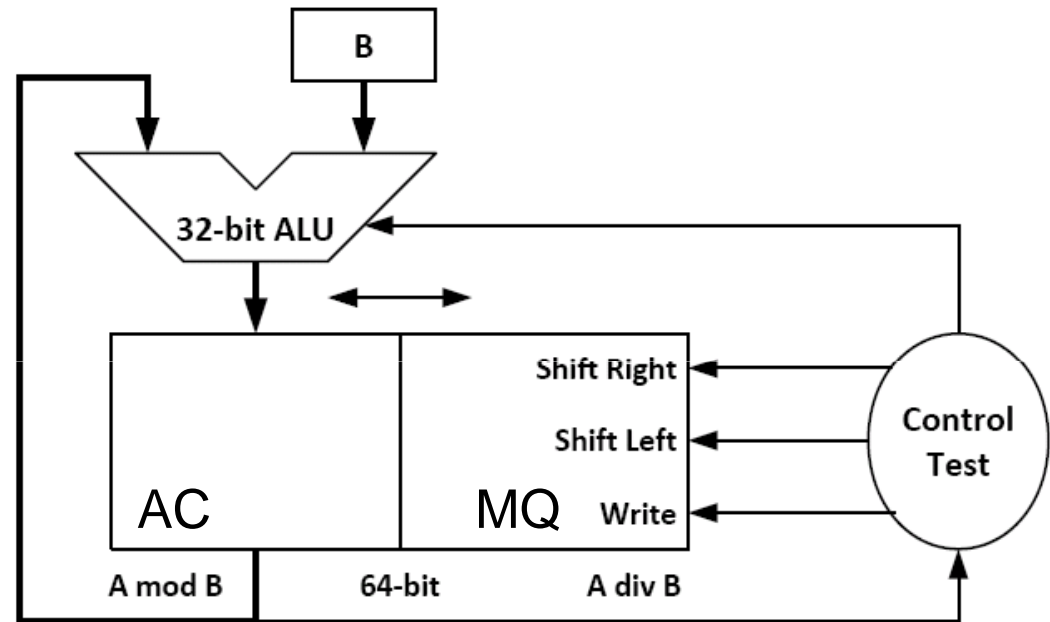 B
32-bit ALU
Shift Right
Shift Left
Control
Test
AC
MQ
Write
A mod B
64-bit
A div B